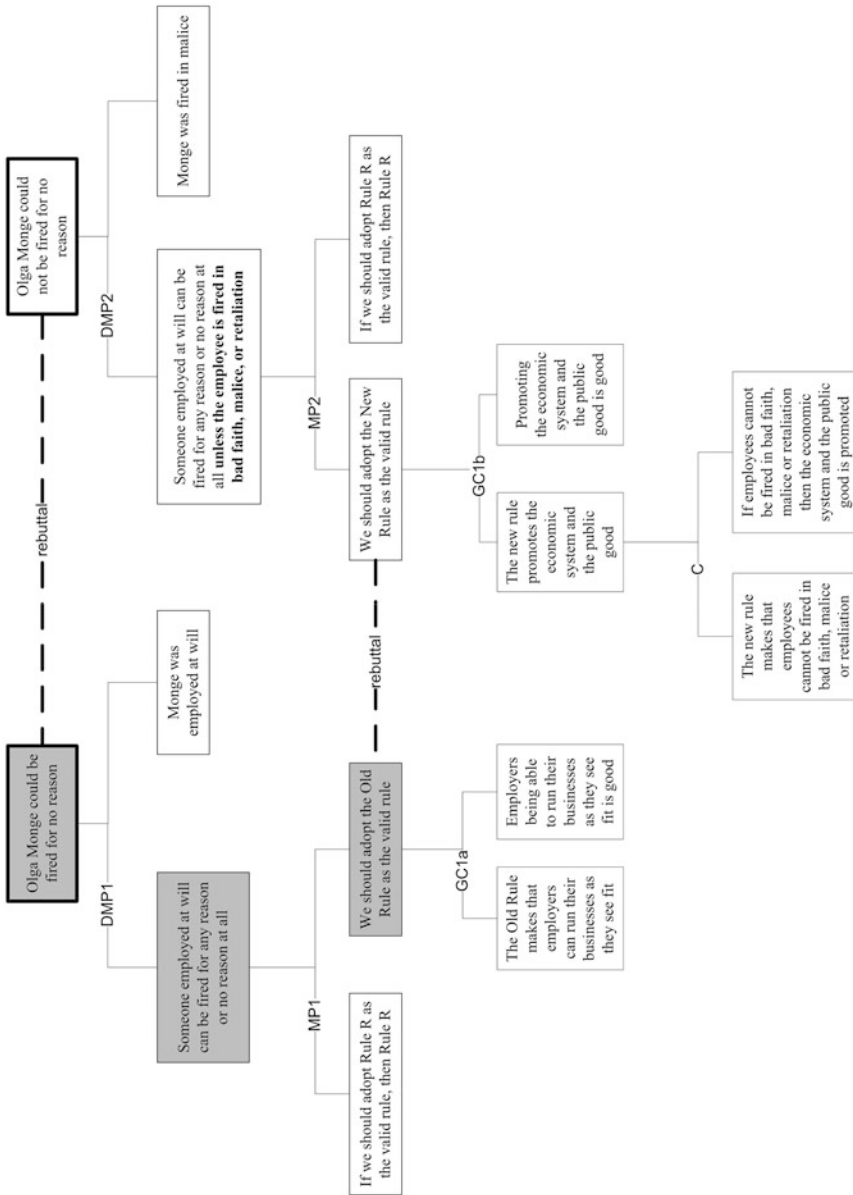 Olga Monge could be
fired for no reason
rebuttal
Olga Monge could
not be fired for no
reason
DMP1
DMP2
Someone employed at will
can be fired for any reason
or no reason at all
Monge was
employed at will
Someone employed at will can be
fired for any reason or no reason at
all unless the employee is fired in
bad faith, malice, or retaliation
Monge was fired in malice
MP1
MP2
If we should adopt Rule R as
the valid rule, then Rule R
We should adopt the Old
Rule as the valid rule
rebuttal
We should adopt the New
Rule as the valid rule
If we should adopt Rule R as
the valid rule, then Rule R
GC1a
GC1b
The Old Rule
makes that
employers
can run their
businesses as
they see fit
Employers
being able
to run their
businesses
as they see
fit is good
The new rule
promotes the
economic
system and
the public
good
Promoting
the economic
system and
the public
good is good
C
The new rule
makes that
employees
cannot be fired in
bad faith, malice
or retaliation
If employees cannot
be fired in bad faith,
malice or retaliation
then the economic
system and the public
good is promoted